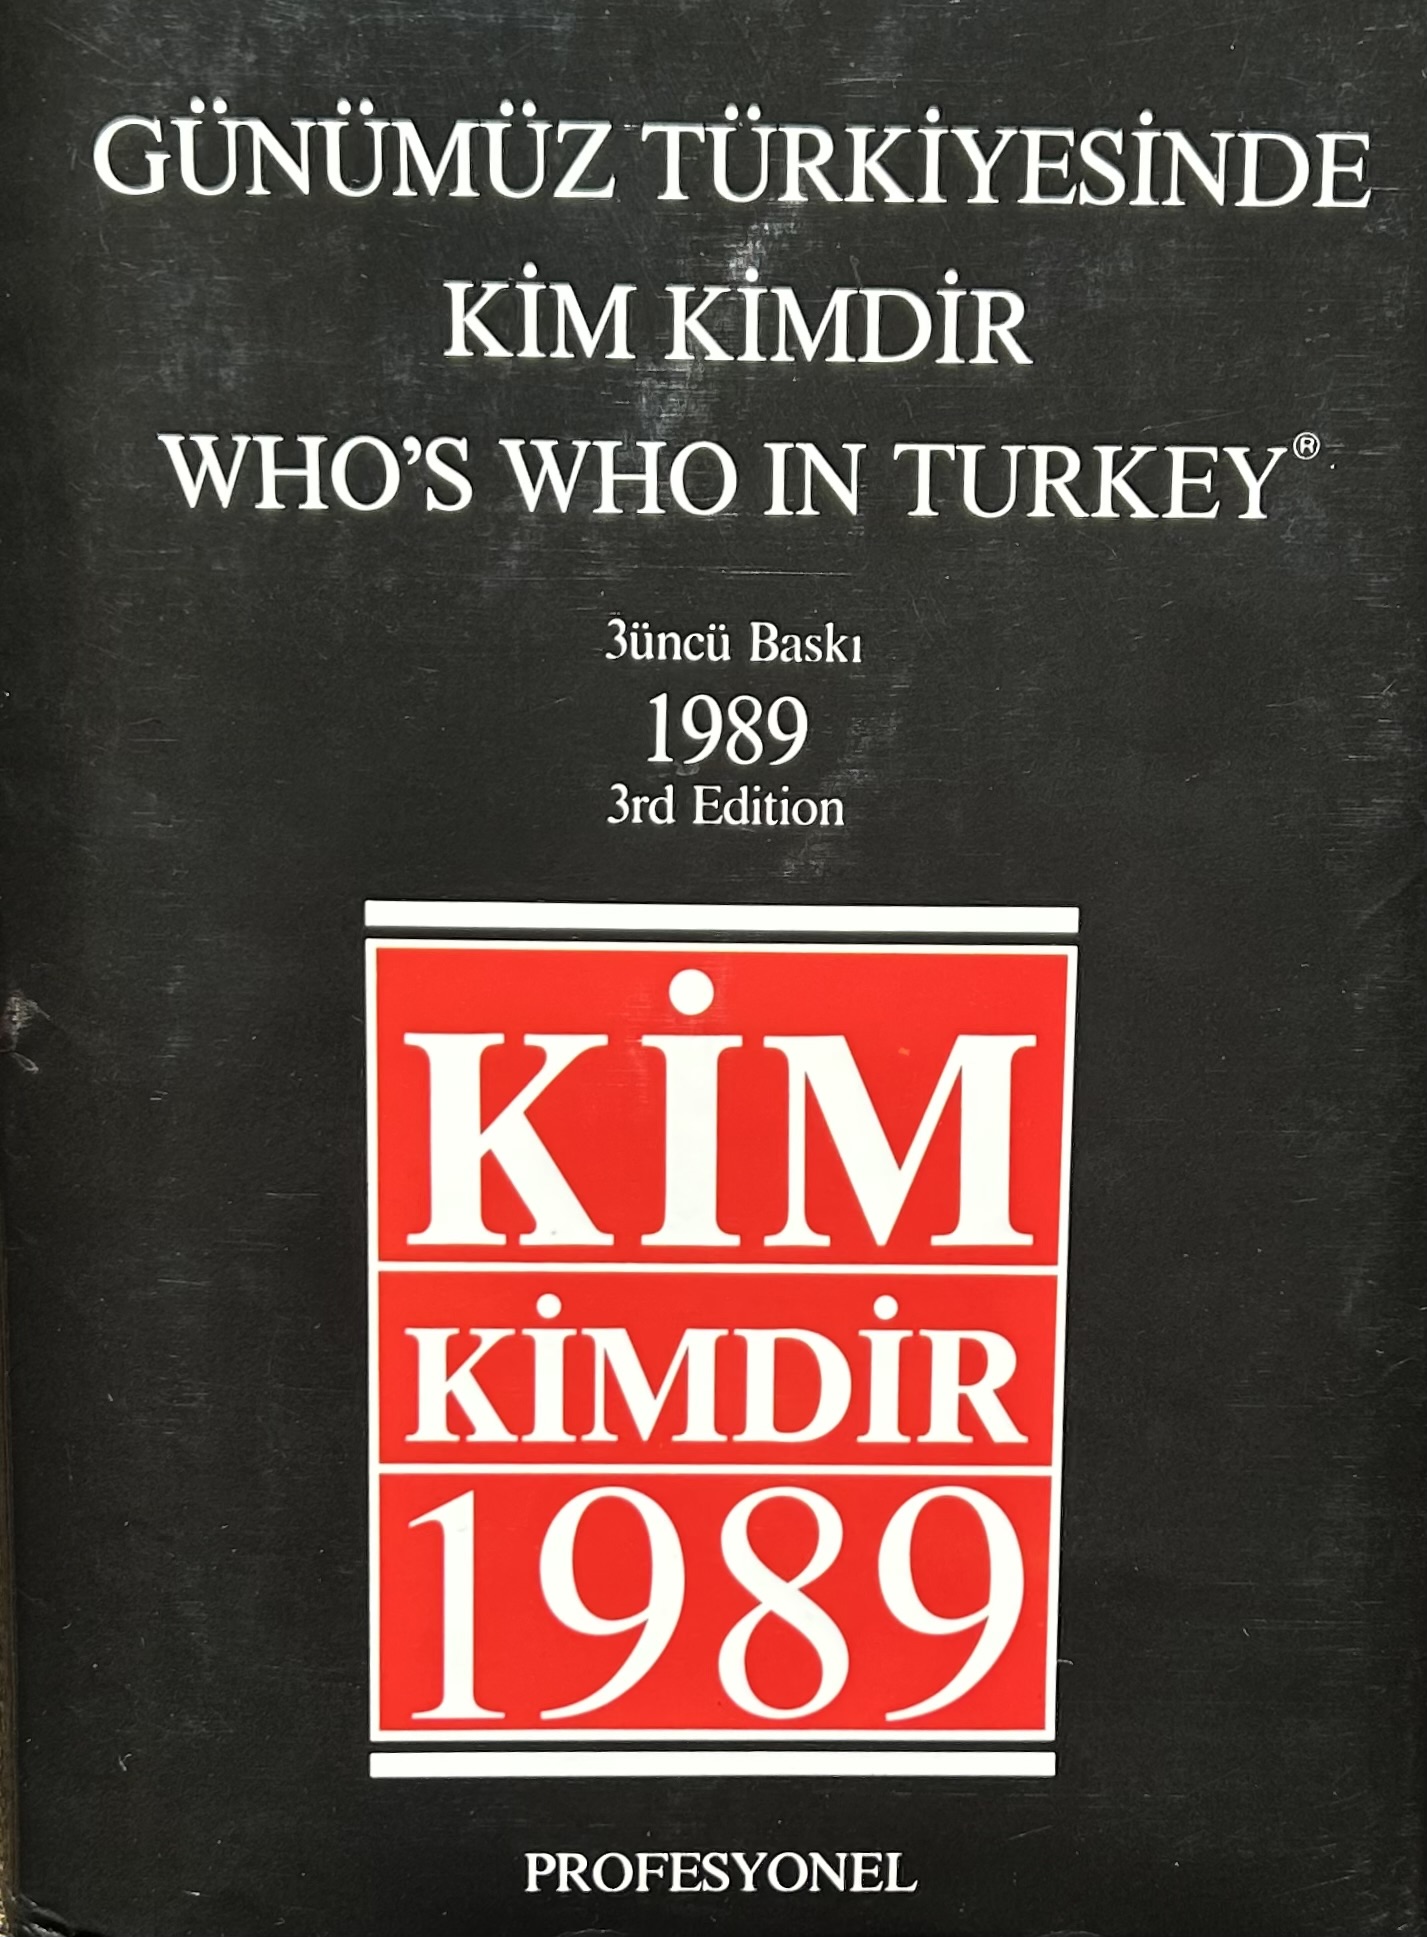 GÜNÜMÜZ TÜRKİYESİNDE
KİM KİMDİR
WHO'S WHO IN TURKEY®
3üncü Baskı
1989
3rd Edition
KİM
KİMDİR
1989
PROFESYONEL